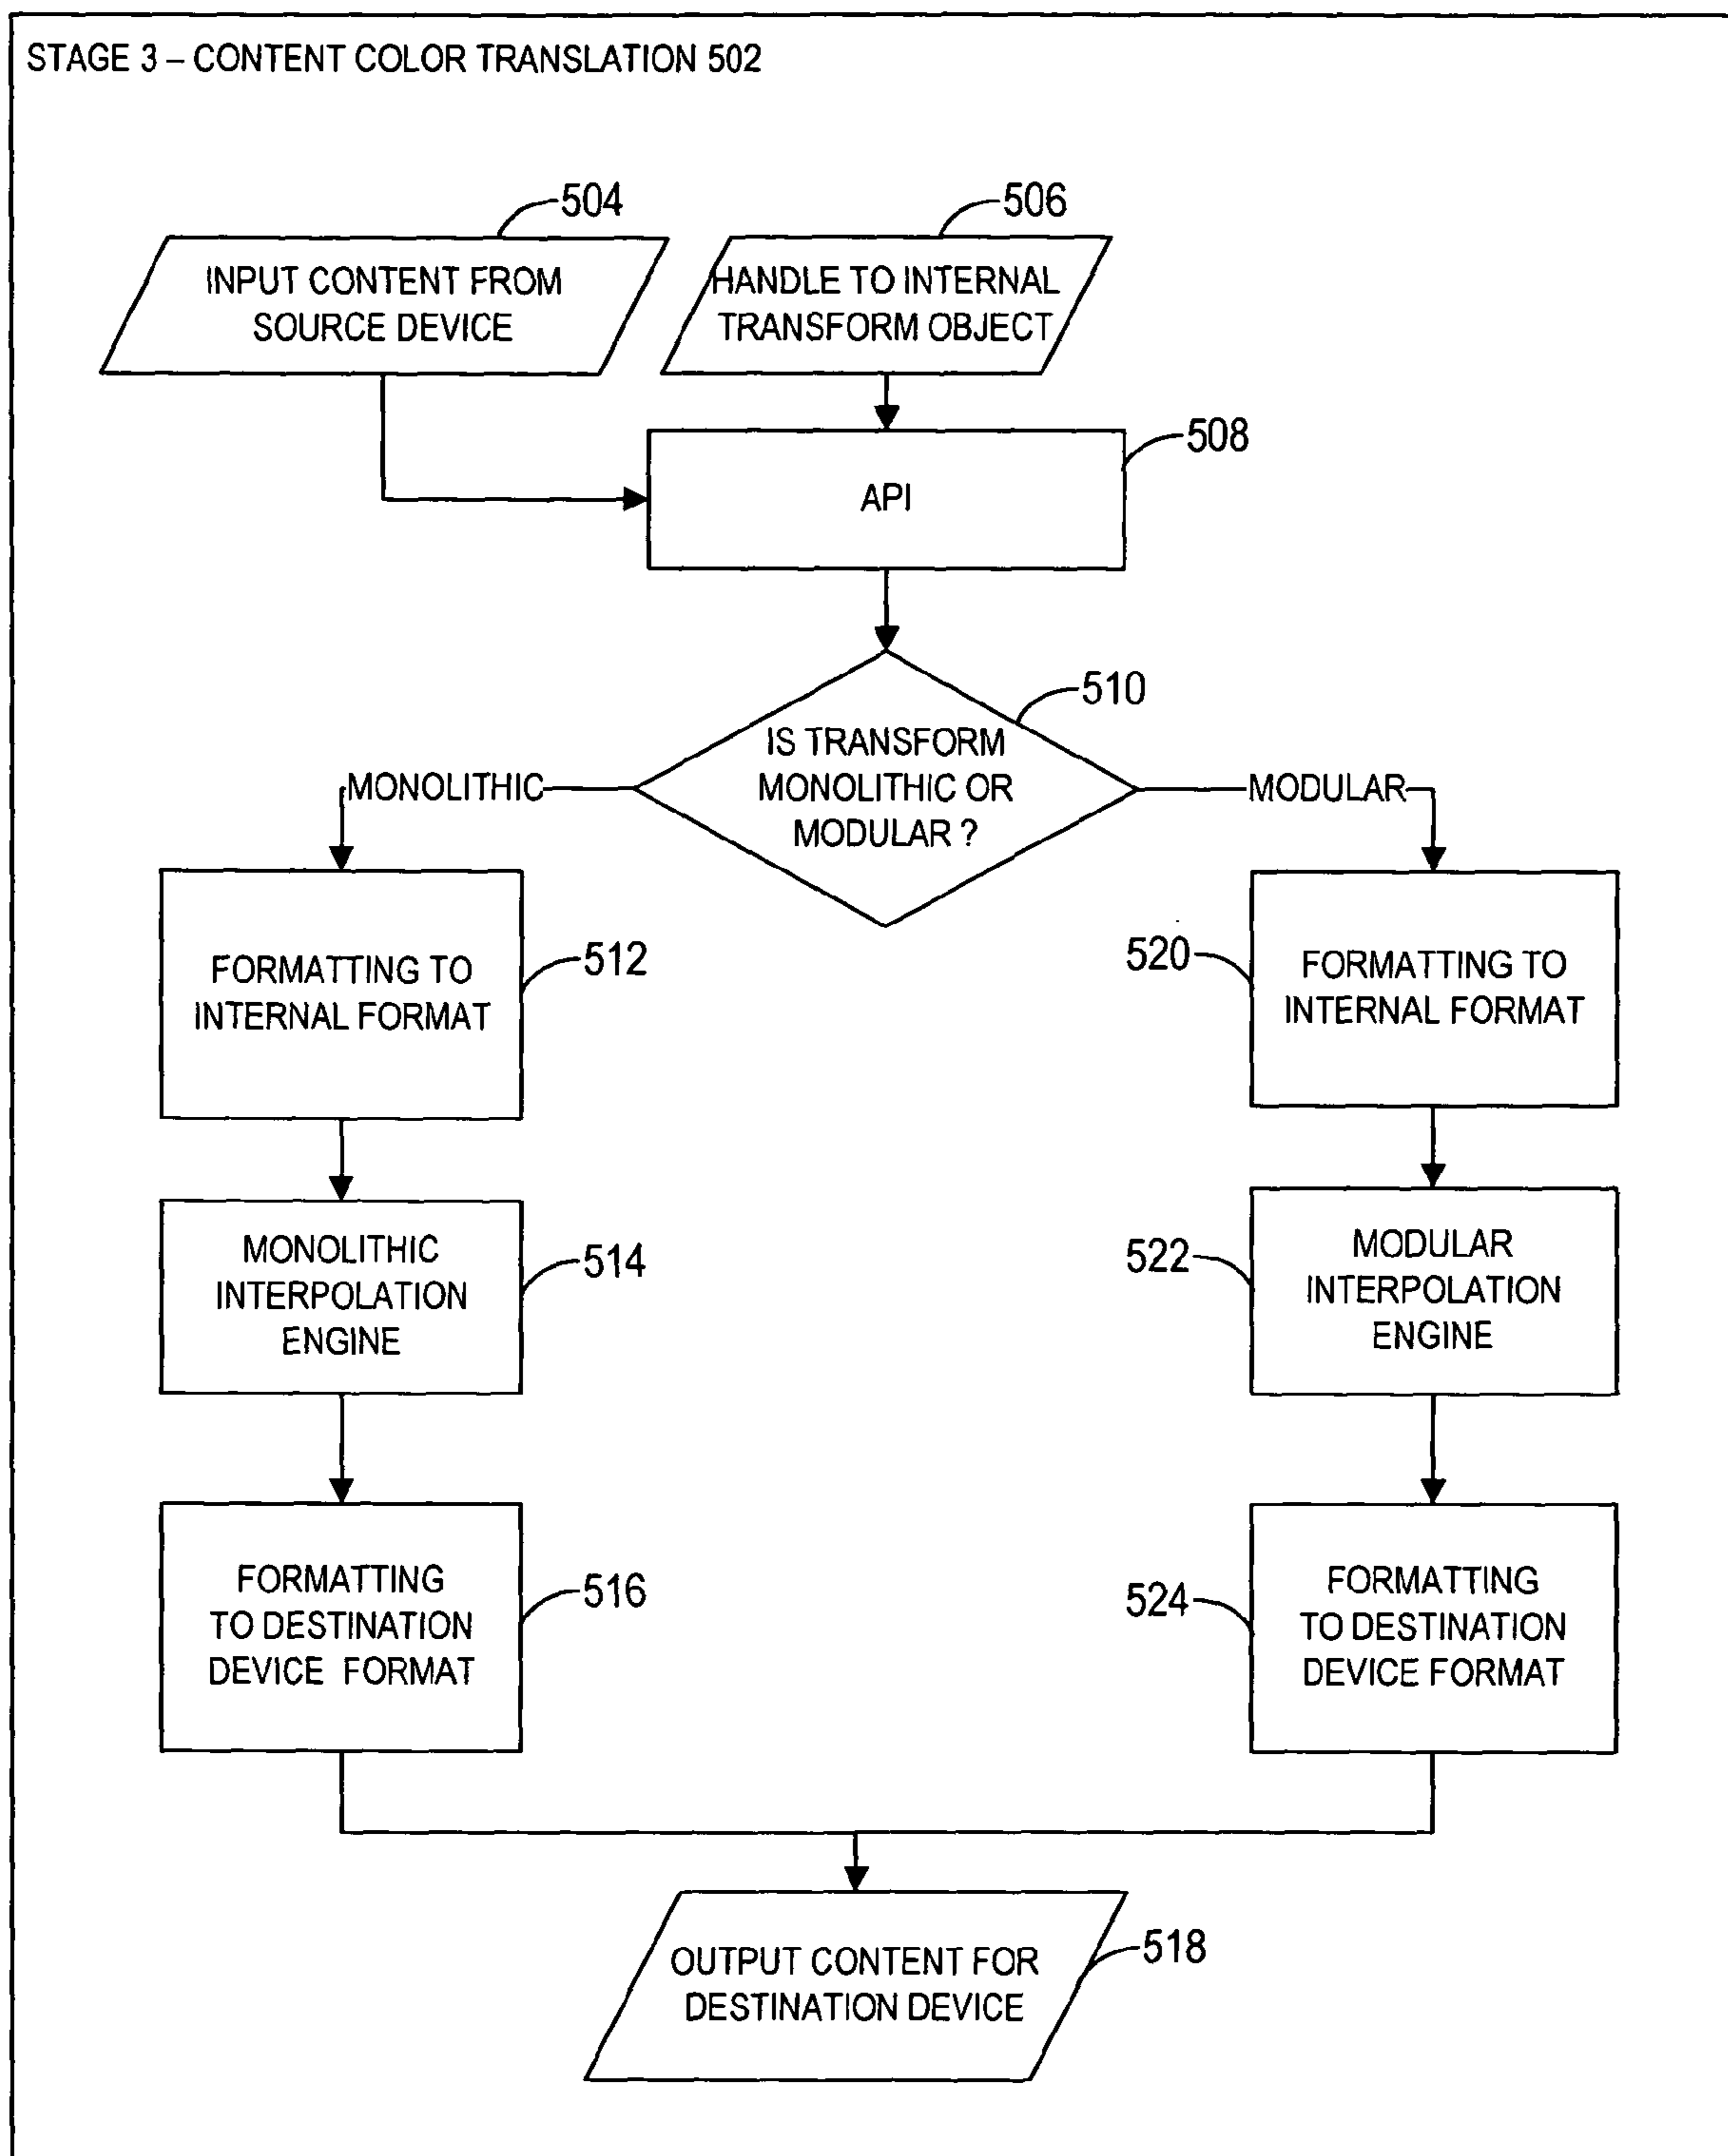 STAGE 3 – CONTENT COLOR TRANSLATION 502
504
506
INPUT CONTENT FROM
SOURCE DEVICE
HANDLE TO INTERNAL
TRANSFORM OBJECT
508
API
510
IS TRANSFORM
MONOLITHIC OR
MODULAR ?
MONOLITHIC
MODULAR
FORMATTING TO
INTERNAL FORMAT
512
520
FORMATTING TO
INTERNAL FORMAT
MONOLITHIC
INTERPOLATION
ENGINE
514
522
MODULAR
INTERPOLATION
ENGINE
FORMATTING
TO DESTINATION
DEVICE FORMAT
516
524
FORMATTING
TO DESTINATION
DEVICE FORMAT
OUTPUT CONTENT FOR
DESTINATION DEVICE
518